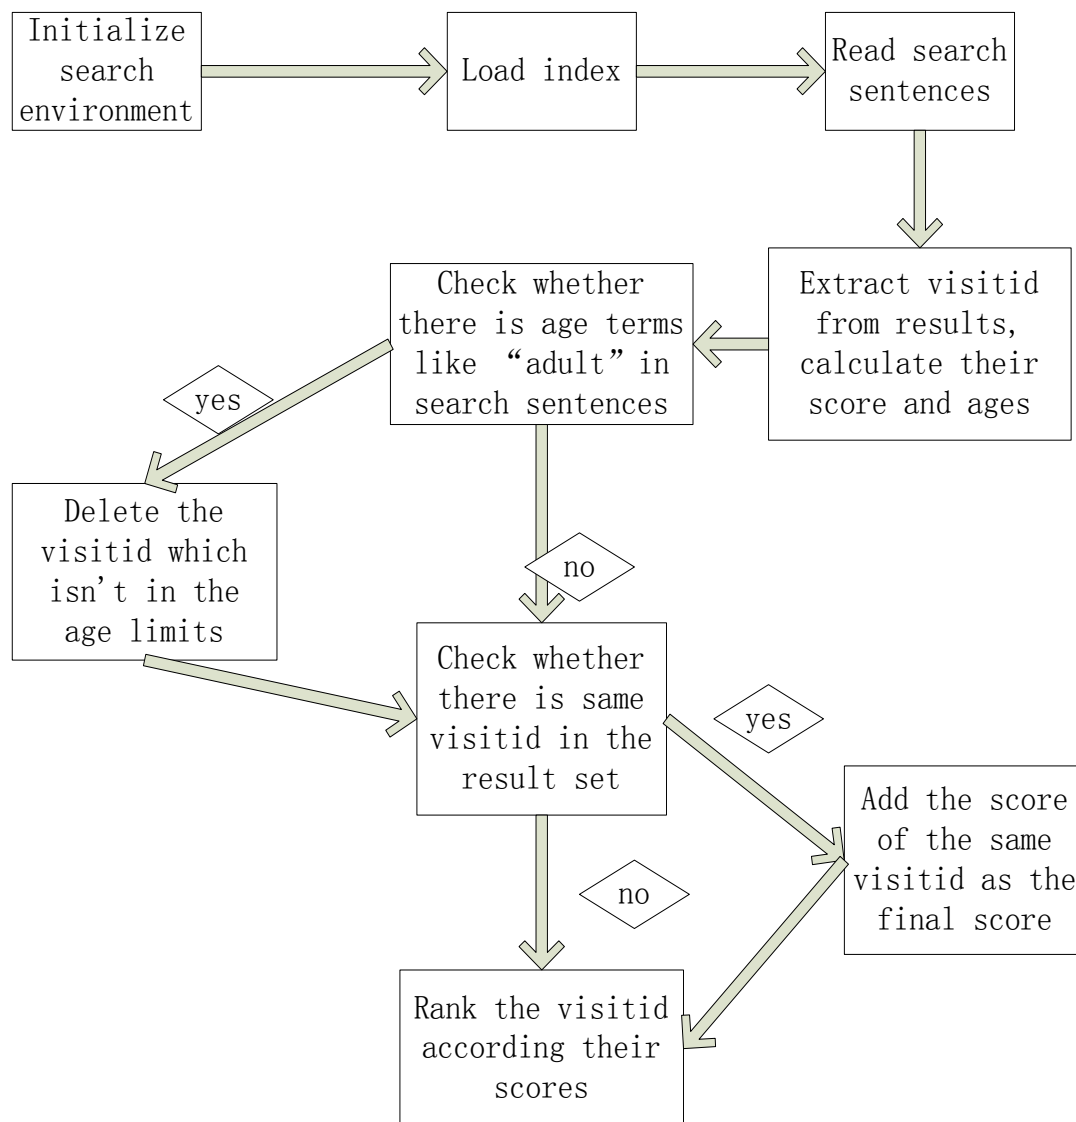 Initialize
search
environment
Load index
Read search
sentences
Extract visitid
from results,
calculate their
score and ages
Check whether
there is age terms
like “adult” in
search sentences
yes
Delete the
visitid which
isn't in the
age limits
no
Check whether
there is same
visitid in the
result set
yes
Add the score
of the same
visitid as the
final score
no
Rank the visitid
according their
scores